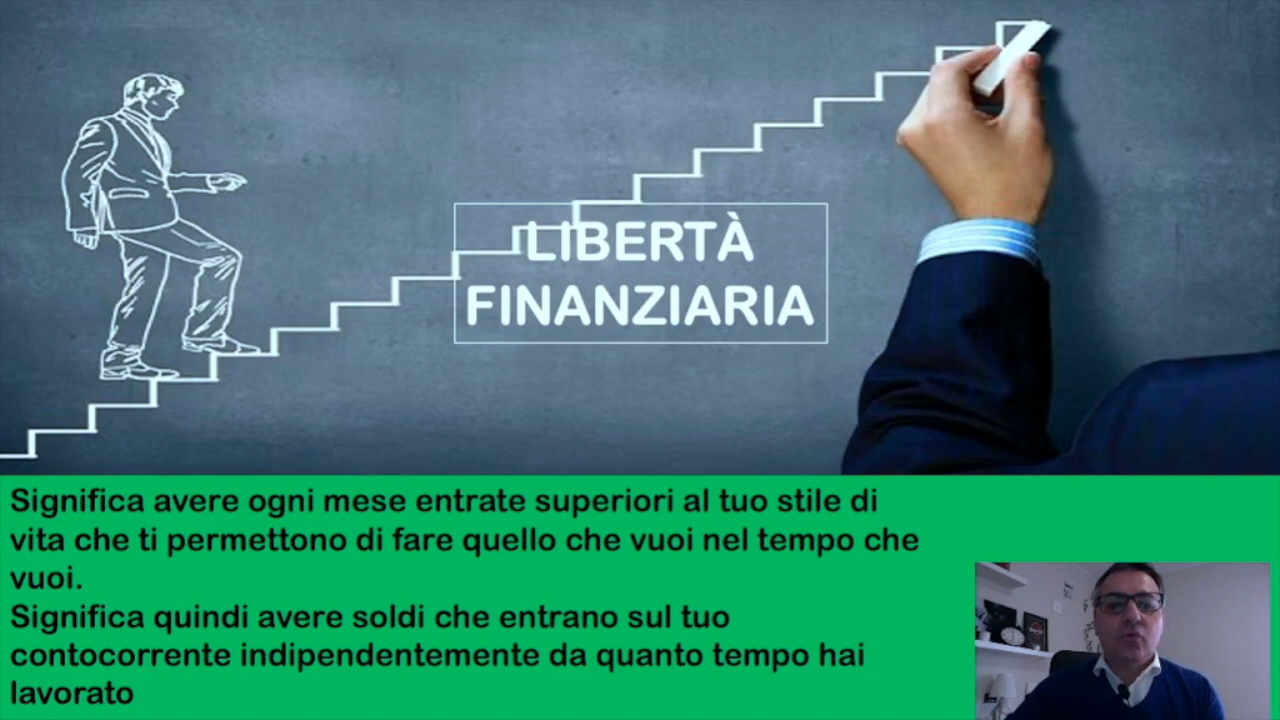 LIBERTÀ
FINANZIARIA
Significa avere ogni mese entrate superiori al tuo stile di
vita che ti permettono di fare quello che vuoi nel tempo che
vuoi.
Significa quindi avere soldi che entrano sul tuo
contocorrente indipendentemente da quanto tempo hai
lavorato